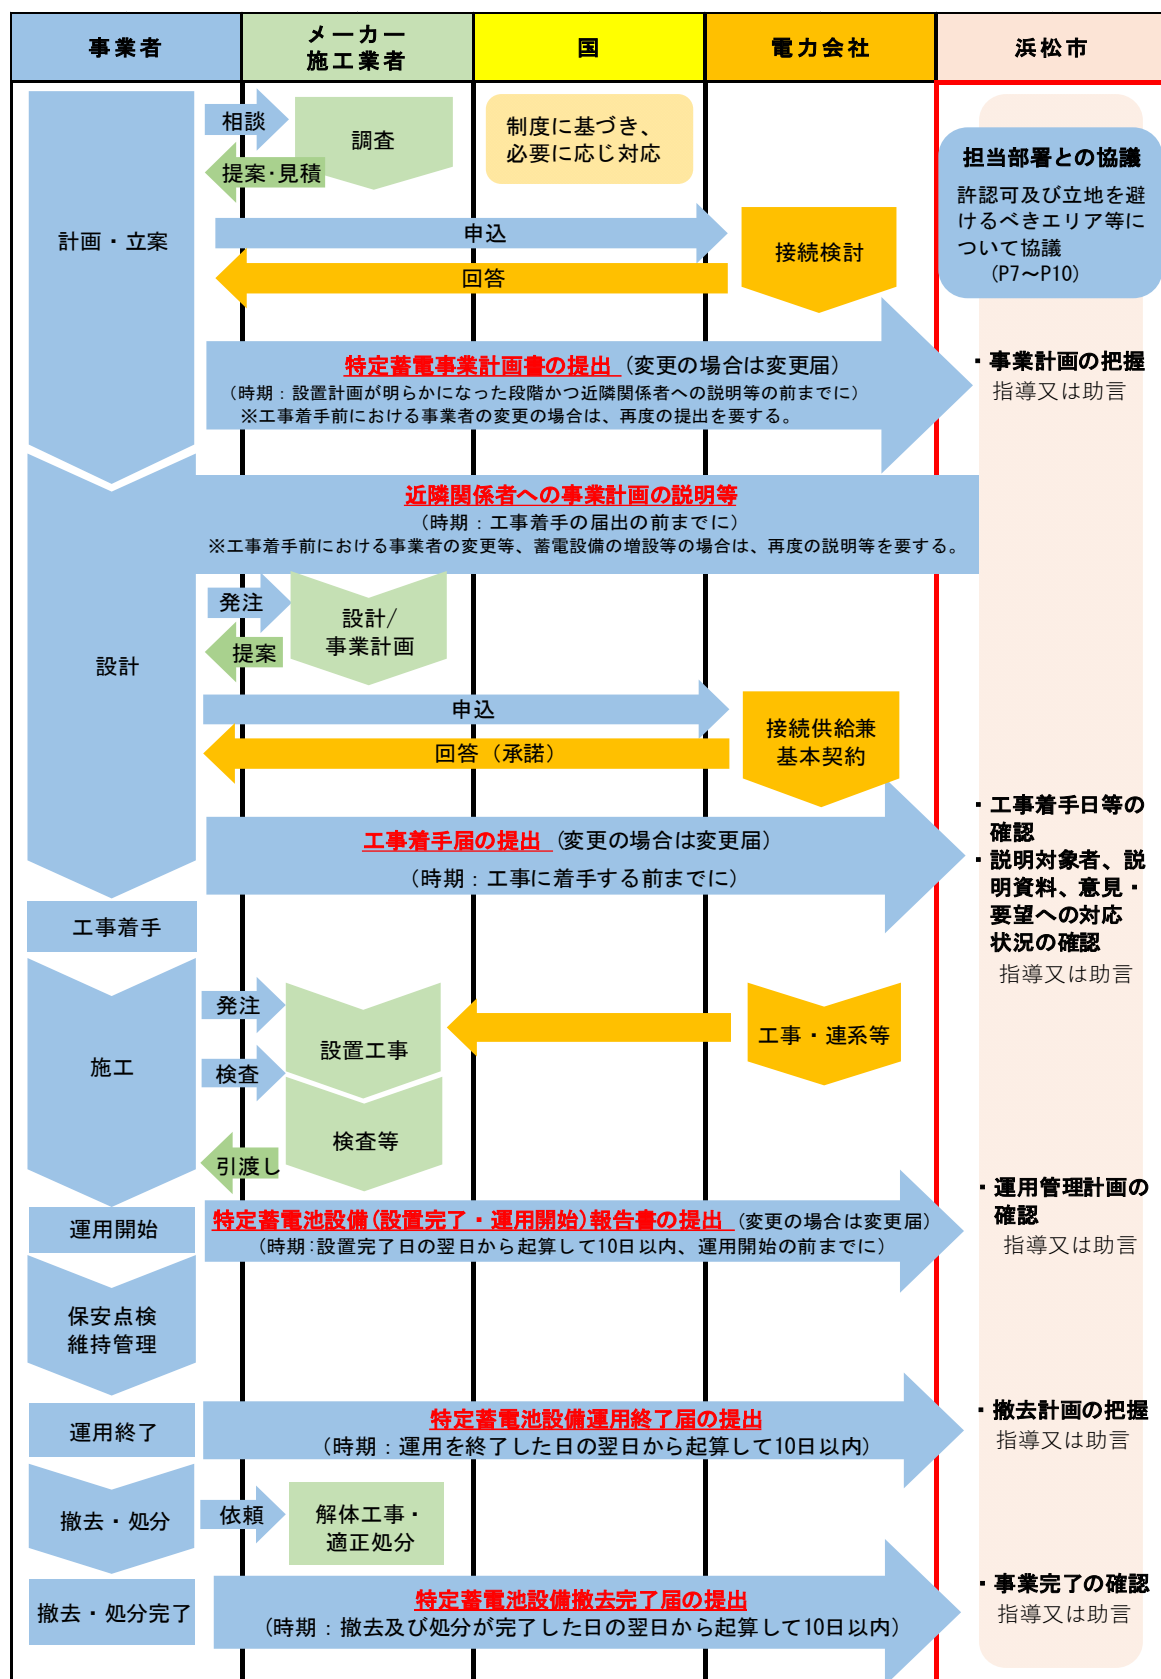 事業者
メーカー
施工業者
国
電力会社
浜松市
相談
調査
提案・見積
制度に基づき、
必要に応じ対応
担当部署との協議
許認可及び立地を避
けるべきエリア等に
ついて協議
(P7～P10)
計画・立案
申込
回答
接続検討
特定蓄電事業計画書の提出 (変更の場合は変更届)
(時期：設置計画が明らかになった段階かつ近隣関係者への説明等の前までに)
※工事着手前における事業者の変更の場合は、再度の提出を要する。
・事業計画の把握
指導又は助言
近隣関係者への事業計画の説明等
(時期：工事着手の届出の前までに)
※工事着手前における事業者の変更等、蓄電設備の増設等の場合は、再度の説明等を要する。
設計
発注
設計/
事業計画
提案
申込
回答（承諾）
接続供給兼
基本契約
工事着手届の提出 (変更の場合は変更届)
(時期：工事に着手する前までに)
・工事着手日等の
確認
・説明対象者、説
明資料、意見・
要望への対応
状況の確認
指導又は助言
工事着手
施工
発注
設置工事
検査
検査等
引渡し
工事・連系等
運用開始
特定蓄電池設備(設置完了・運用開始)報告書の提出 (変更の場合は変更届)
(時期：設置完了日の翌日から起算して10日以内、運用開始の前までに)
・運用管理計画の
確認
指導又は助言
保安点検
維持管理
運用終了
特定蓄電池設備運用終了届の提出
(時期：運用を終了した日の翌日から起算して10日以内)
・撤去計画の把握
指導又は助言
撤去・処分
依頼
解体工事・
適正処分
撤去・処分完了
特定蓄電池設備撤去完了届の提出
(時期：撤去及び処分が完了した日の翌日から起算して10日以内)
・事業完了の確認
指導又は助言